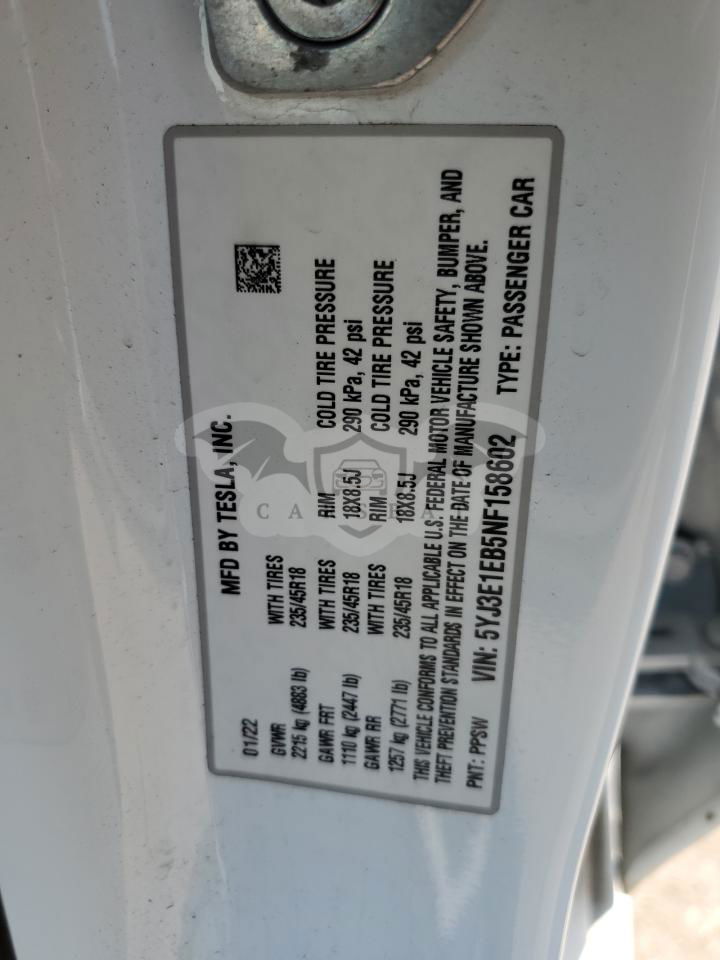 MFD BY TESLA, INC.
01/22
GVWR WITH TIRES RIM COLD TIRE PRESSURE
2215 kg (4883 lb) 235/45R18 18X8.5J 290 kPa, 42 psi
GAWR FRT WITH TIRES RIM COLD TIRE PRESSURE
1110 kg (2447 lb) 235/45R18 18X8.5J 290 kPa, 42 psi
GAWR RR WITH TIRES
1257 kg (2771 lb) 235/45R18
THIS VEHICLE CONFORMS TO ALL APPLICABLE U.S. FEDERAL MOTOR VEHICLE SAFETY, BUMPER, AND
THEFT PREVENTION STANDARDS IN EFFECT ON THE DATE OF MANUFACTURE SHOWN ABOVE.
PNT: PPSW VIN: 5YJ3E1EB5NF158602 TYPE: PASSENGER CAR